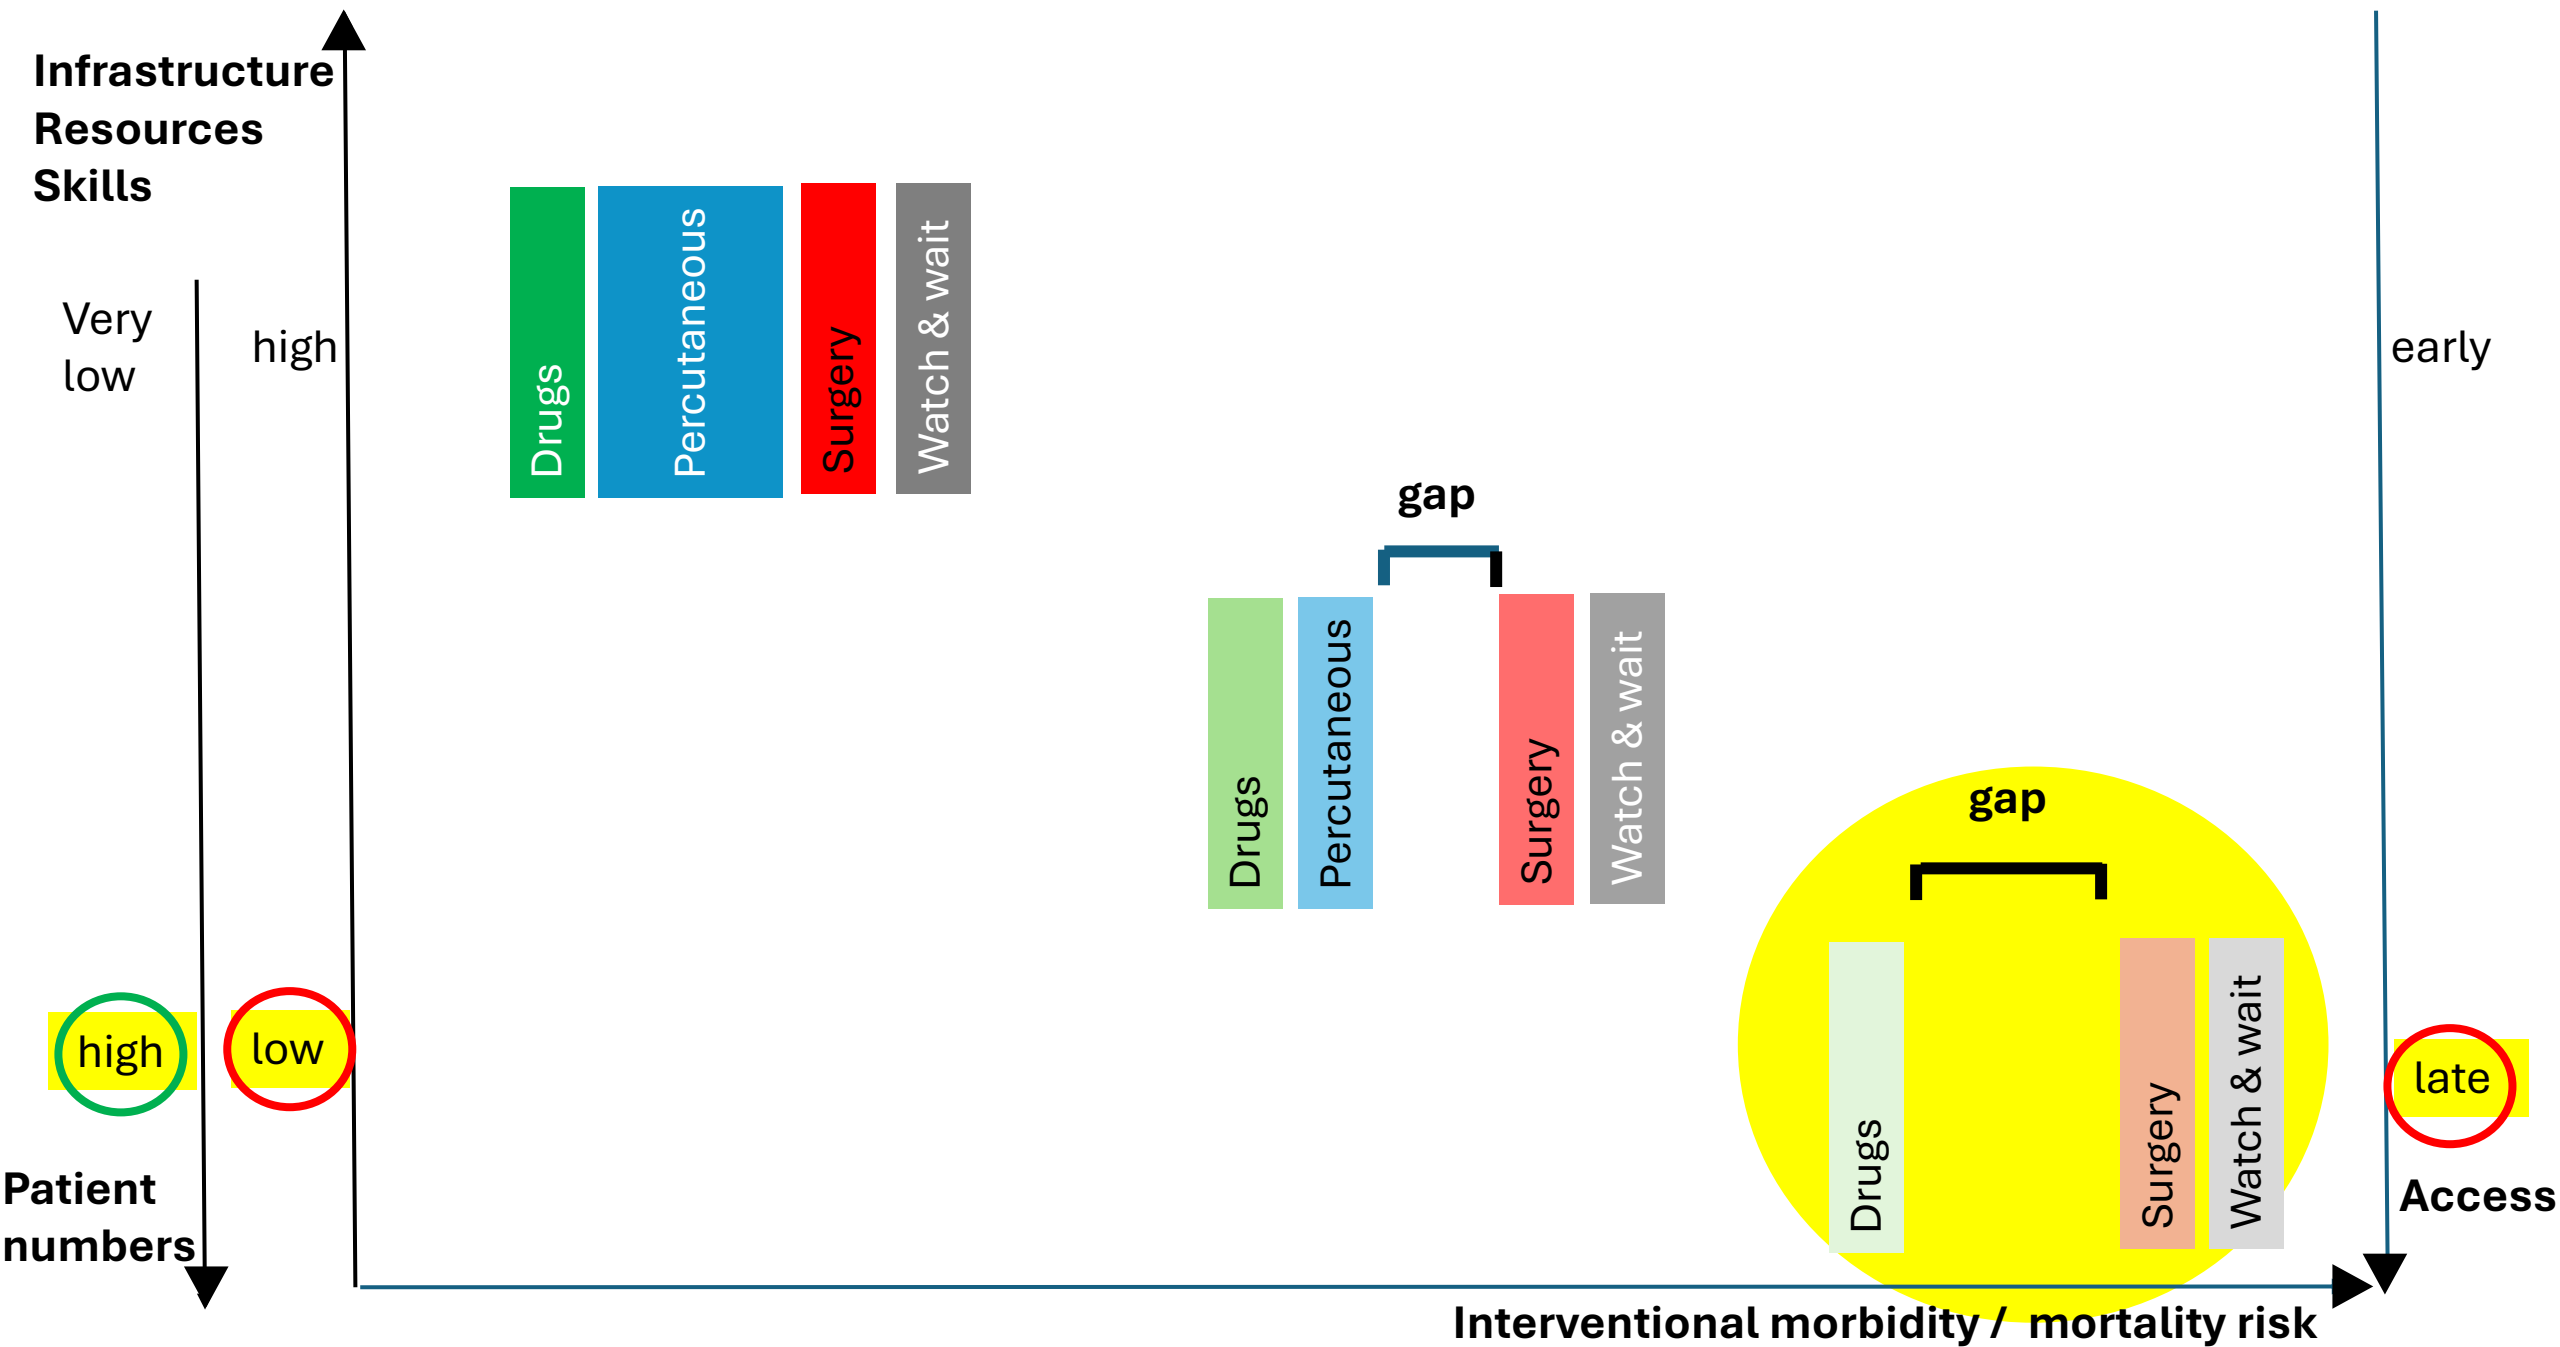 Infrastructure
Resources
Skills
Very
low
high
early
Drugs
Percutaneous
Surgery
Watch & wait
gap
Drugs
Percutaneous
Surgery
Watch & wait
gap
Drugs
Surgery
Watch & wait
high
low
late
Patient
numbers
Access
Interventional morbidity / mortality risk